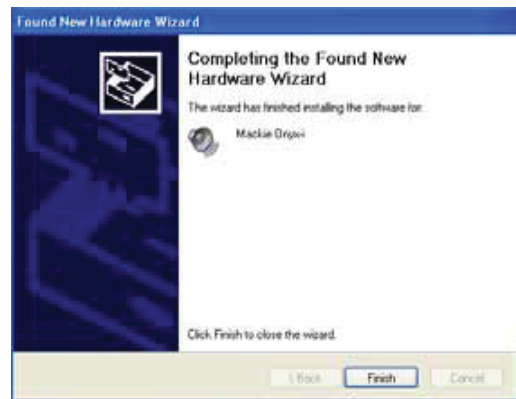 Found New Hardware Wizard
Completing the Found New
Hardware Wizard
The wizard has finished installing the software for:
Mackie Onyx-i
Click Finish to close the wizard.
< Back
Finish
Cancel